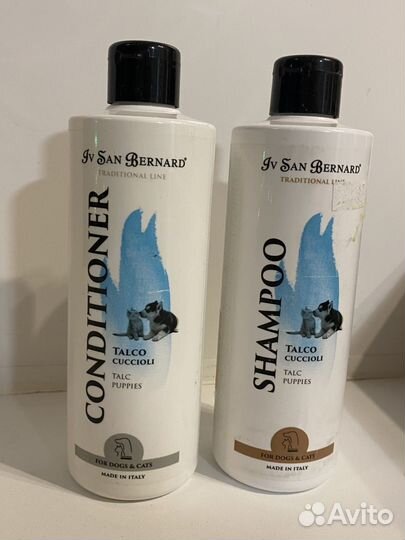 Iv San Bernard®
TRADITIONAL LINE
CONDITIONER
TALCO
CUCCIOLI
TALC
PUPPIES
FOR DOGS & CATS
MADE IN ITALY
Iv San Bernard®
TRADITIONAL LINE
SHAMPOO
TALCO
CUCCIOLI
TALC
PUPPIES
FOR DOGS & CATS
MADE IN ITALY
Avito